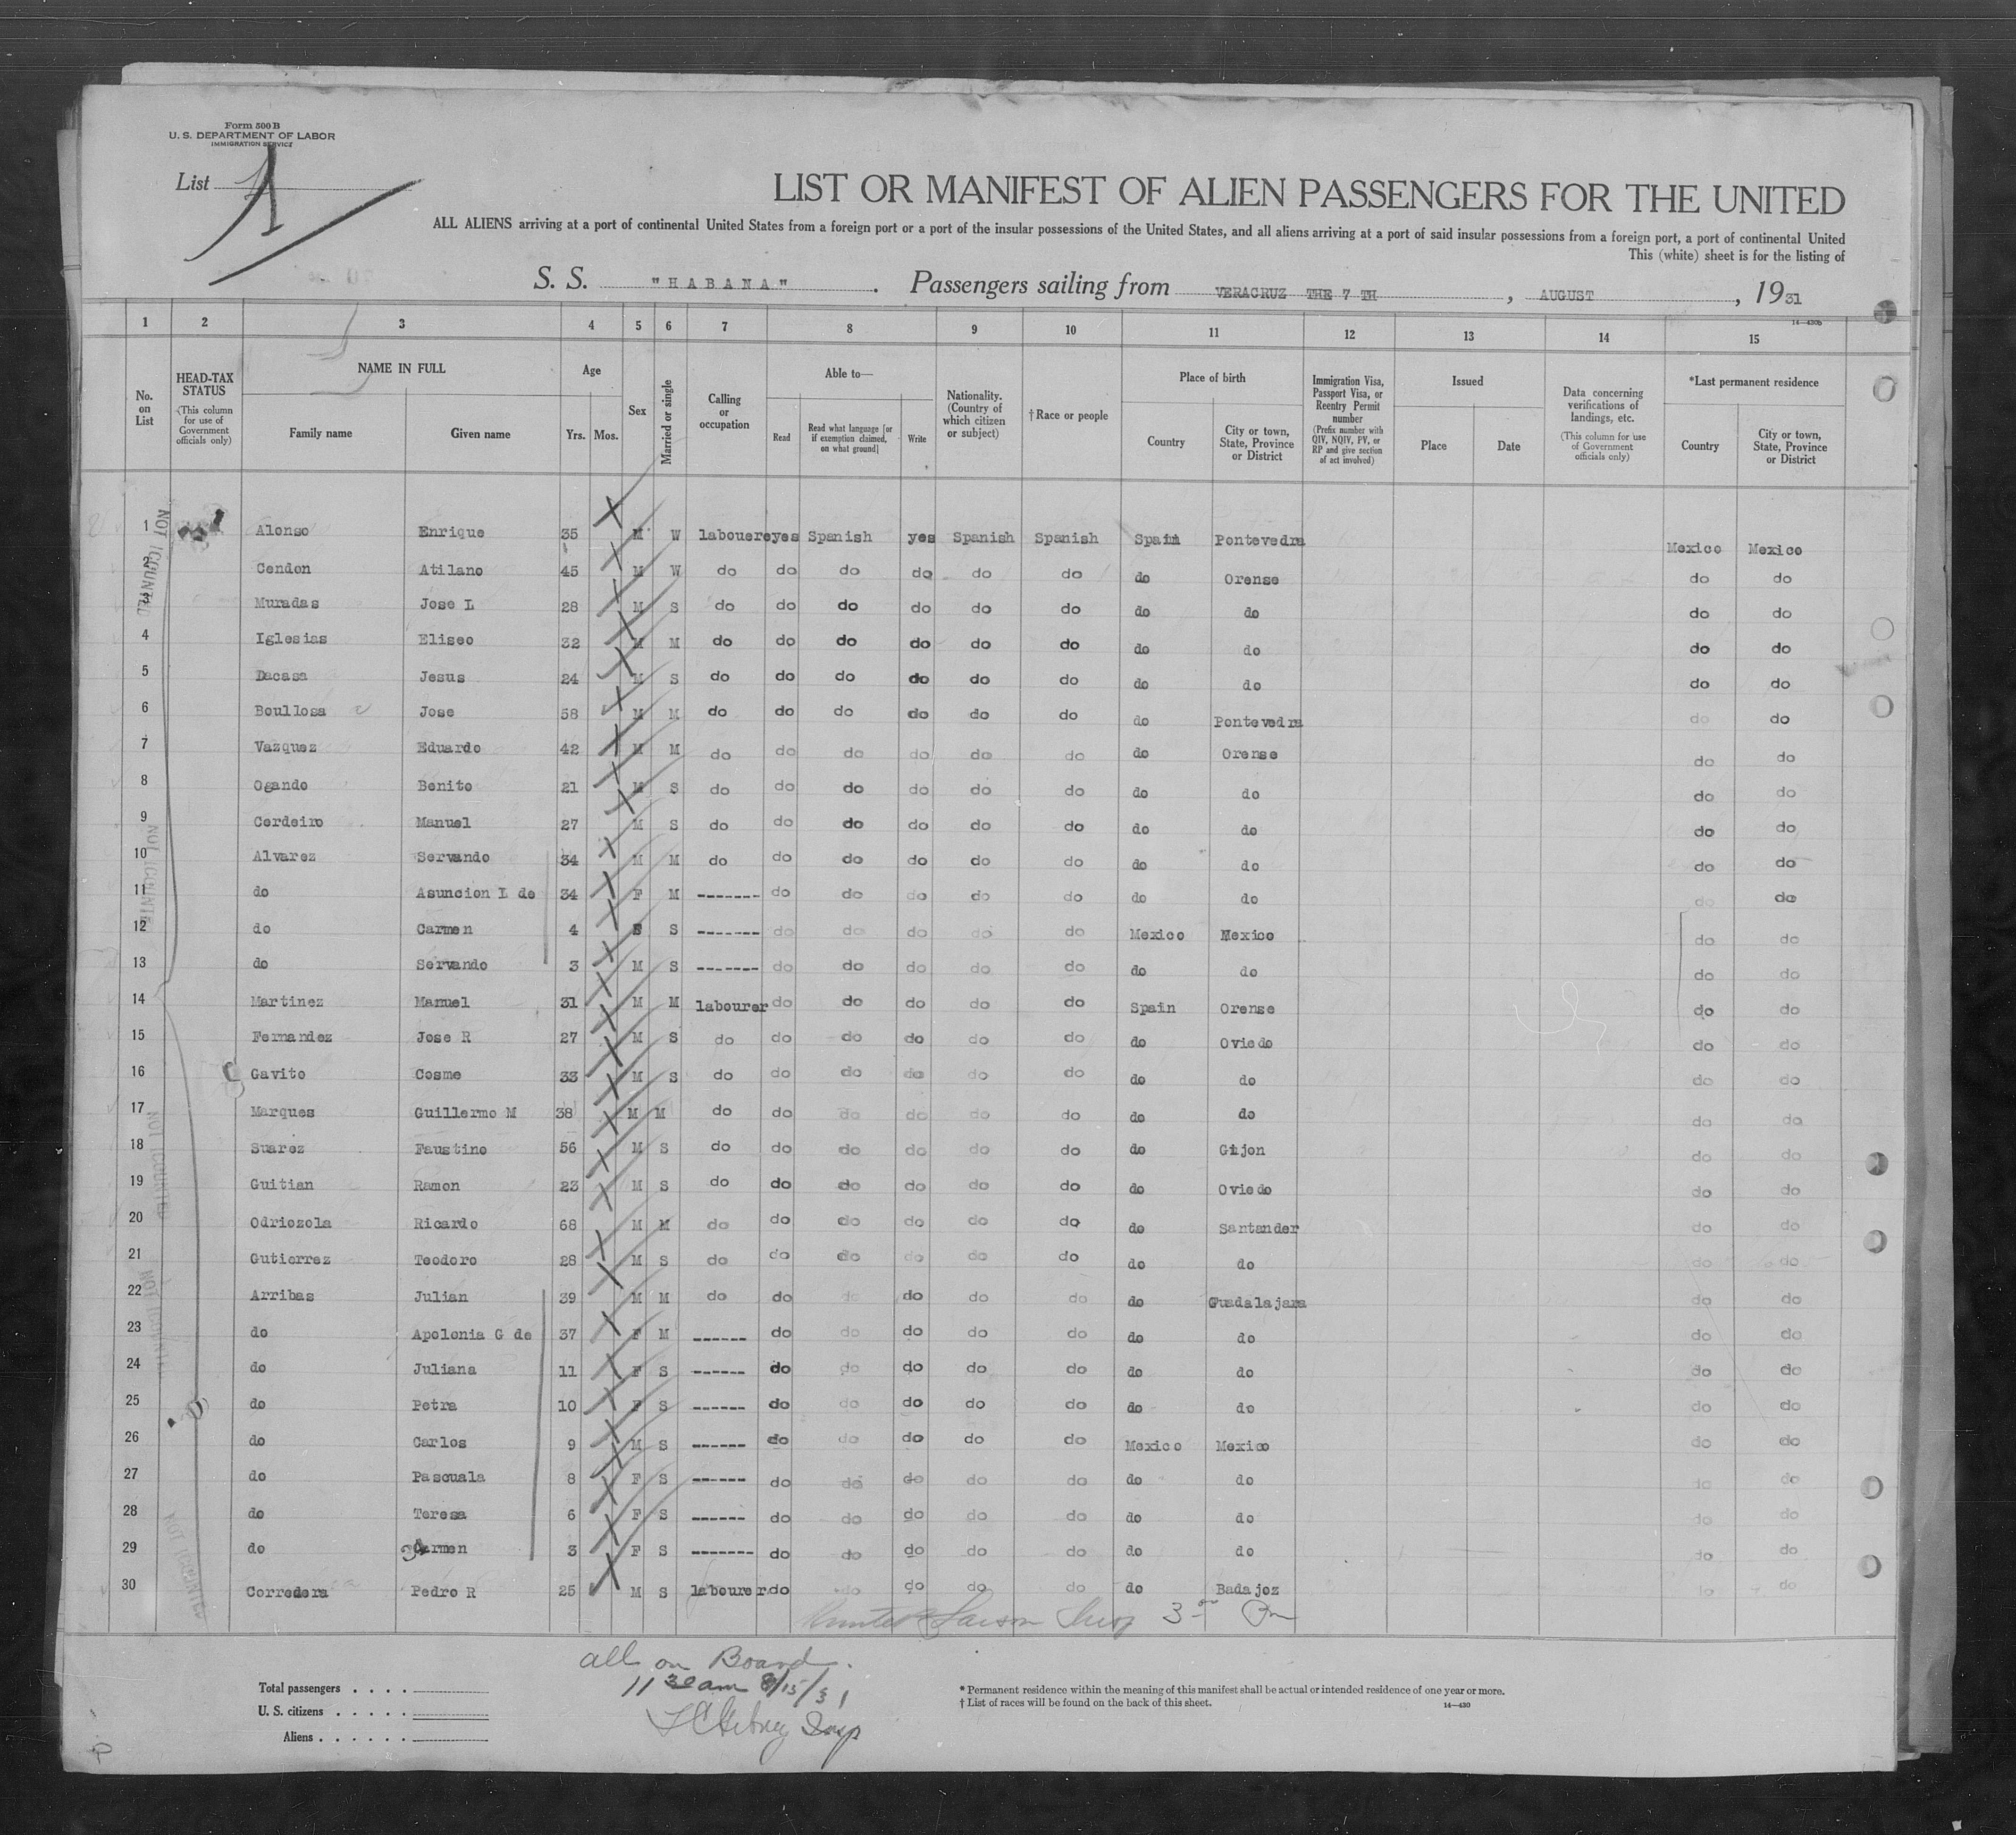 Form 500 B
U. S. DEPARTMENT OF LABOR
IMMIGRATION SERVICE
List 1
LIST OR MANIFEST OF ALIEN PASSENGERS FOR THE UNITED
ALL ALIENS arriving at a port of continental United States from a foreign port or a port of the insular possessions of the United States, and all aliens arriving at a port of said insular possessions from a foreign port, a port of continental United
This (white) sheet is for the listing of
S. S. "HABANA". Passengers sailing from VERACRUZ THE 7 TH, AUGUST, 1931
14—430b
1 2 3 4 5 6 7 8 9 10 11 12 13 14 15
No. on List
HEAD-TAX STATUS (This column for use of Government officials only)
NAME IN FULL
Family name Given name
Age
Yrs. Mos.
Sex
Married or single
Calling or occupation
Able to—
Read
Read what language [or if exemption claimed, on what ground]
Write
Nationality. (Country of which citizen or subject)
†Race or people
Place of birth
Country
City or town, State, Province or District
Immigration Visa, Passport Visa, or Reentry Permit number (Prefix number with QIV, NQIV, PV, or RP and give section of act involved)
Issued
Place Date
Data concerning verifications of landings, etc. (This column for use of Government officials only)
*Last permanent residence
Country
City or town, State, Province or District
1 Alonso Enrique 35 M W labourer yes Spanish yes Spanish Spanish Spain Pontevedra Mexico Mexico
2 Cendon Atilano 45 M W do do do do do do do Orense do do
3 Muradas Jose L 28 M S do do do do do do do do do do
4 Iglesias Eliseo 32 M M do do do do do do do do do do
5 Dacasa Jesus 24 M S do do do do do do do do do do
6 Boullosa Jose 58 M M do do do do do do do Pontevedra do do
7 Vazquez Eduardo 42 M M do do do do do do do Orense do do
8 Ogando Benito 21 M S do do do do do do do do do do
9 Cordeiro Manuel 27 M S do do do do do do do do do do
10 Alvarez Servando 34 M M do do do do do do do do do do
11 do Asuncion L de 34 F M ------- do do do do do do do do do
12 do Carmen 4 F S ------- do do do do do Mexico Mexico do do
13 do Servando 3 M S ------- do do do do do do do do do
14 Martinez Manuel 31 M M labourer do do do do do Spain Orense do do
15 Fernandez Jose R 27 M S do do do do do do do Oviedo do do
16 Gavito Cosme 33 M S do do do do do do do do do do
17 Marques Guillermo M 38 M M do do do do do do do do do do
18 Suarez Faustino 56 M S do do do do do do do Gijon do do
19 Guitian Ramon 23 M S do do do do do do do Oviedo do do
20 Odriozola Ricardo 68 M M do do do do do do do Santander do do
21 Gutierrez Teodoro 28 M S do do do do do do do do do do
22 Arribas Julian 39 M M do do do do do do do Guadalajara do do
23 do Apolonia G de 37 F M ------ do do do do do do do do do
24 do Juliana 11 F S ------ do do do do do do do do do
25 do Petra 10 F S ------ do do do do do do do do do
26 do Carlos 9 M S ------ do do do do do Mexico Mexico do do
27 do Pascuala 8 F S ------ do do do do do do do do do
28 do Teresa 6 F S ------ do do do do do do do do do
29 do Carmen 3 F S ------- do do do do do do do do do
30 Corredera Pedro R 25 M S labourer do do do do do do Badajoz do do
NOT COUNTED
NOT COUNTED
NOT COUNTED
NOT COUNTED
NOT COUNTED
all on Board.
11 30 am 8/15/31
Insp
Total passengers
U. S. citizens
Aliens
* Permanent residence within the meaning of this manifest shall be actual or intended residence of one year or more.
† List of races will be found on the back of this sheet.
14—430